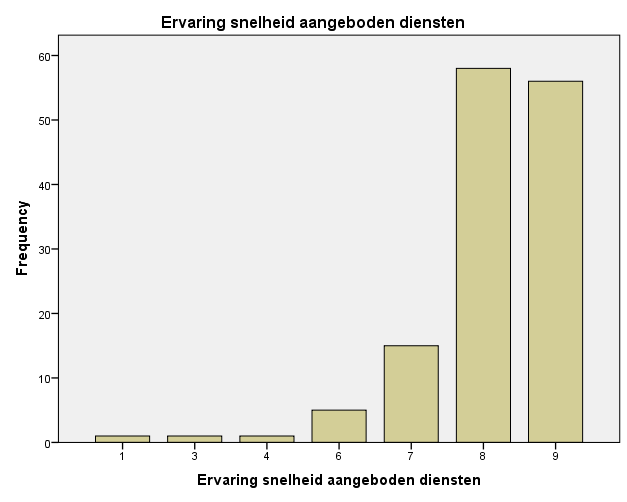 Ervaring snelheid aangeboden diensten
60
50
40
30
20
10
0
Frequency
1 3 4 6 7 8 9
Ervaring snelheid aangeboden diensten